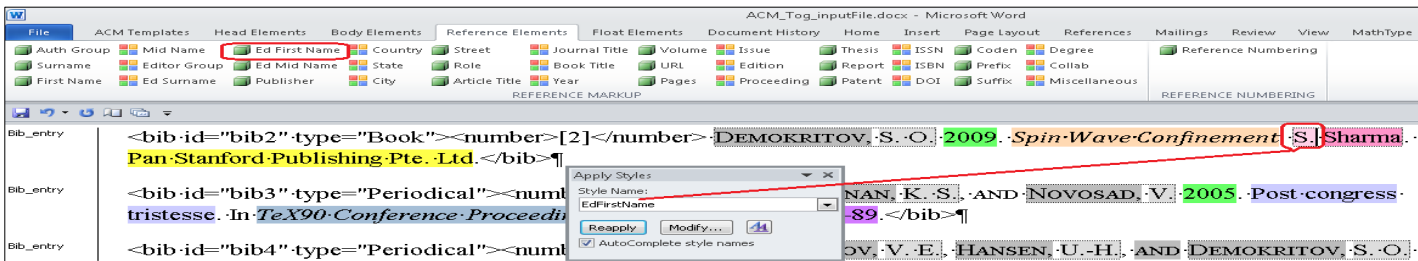 ACM_Tog_inputFile.docx - Microsoft Word
File ACM Templates Head Elements Body Elements Reference Elements Float Elements Document History Home Insert Page Layout References Mailings Review View MathType
Auth Group Mid Name Ed First Name Country Street Journal Title Volume Issue Thesis ISSN Coden Degree Reference Numbering
Surname Editor Group Ed Mid Name State Role Book Title URL Edition Report ISBN Prefix Collab
First Name Ed Surname Publisher City Article Title Year Pages Proceeding Patent DOI Suffix Miscellaneous
REFERENCE MARKUP REFERENCE NUMBERING
Bib_entry <bib·id="bib2"·type="Book"><number>[2]</number>·DEMOKRITOV,·S.·O.·2009.·Spin·Wave·Confinement·S.·Sharma.·
Pan·Stanford·Publishing·Pte.·Ltd.</bib>¶
Apply Styles
Style Name:
EdFirstName
Reapply Modify...
AutoComplete style names
Bib_entry <bib·id="bib3"·type="Periodical"><numb NAN,·K.·S.,·AND·NOVOSAD,·V.·2005.·Post·congress·
tristesse.·In·TeX90·Conference·Proceedi -89.</bib>¶
Bib_entry <bib·id="bib4"·type="Periodical"><numb OV,·V.·E.,·HANSEN,·U.-H.,·AND·DEMOKRITOV,·S.·O.·